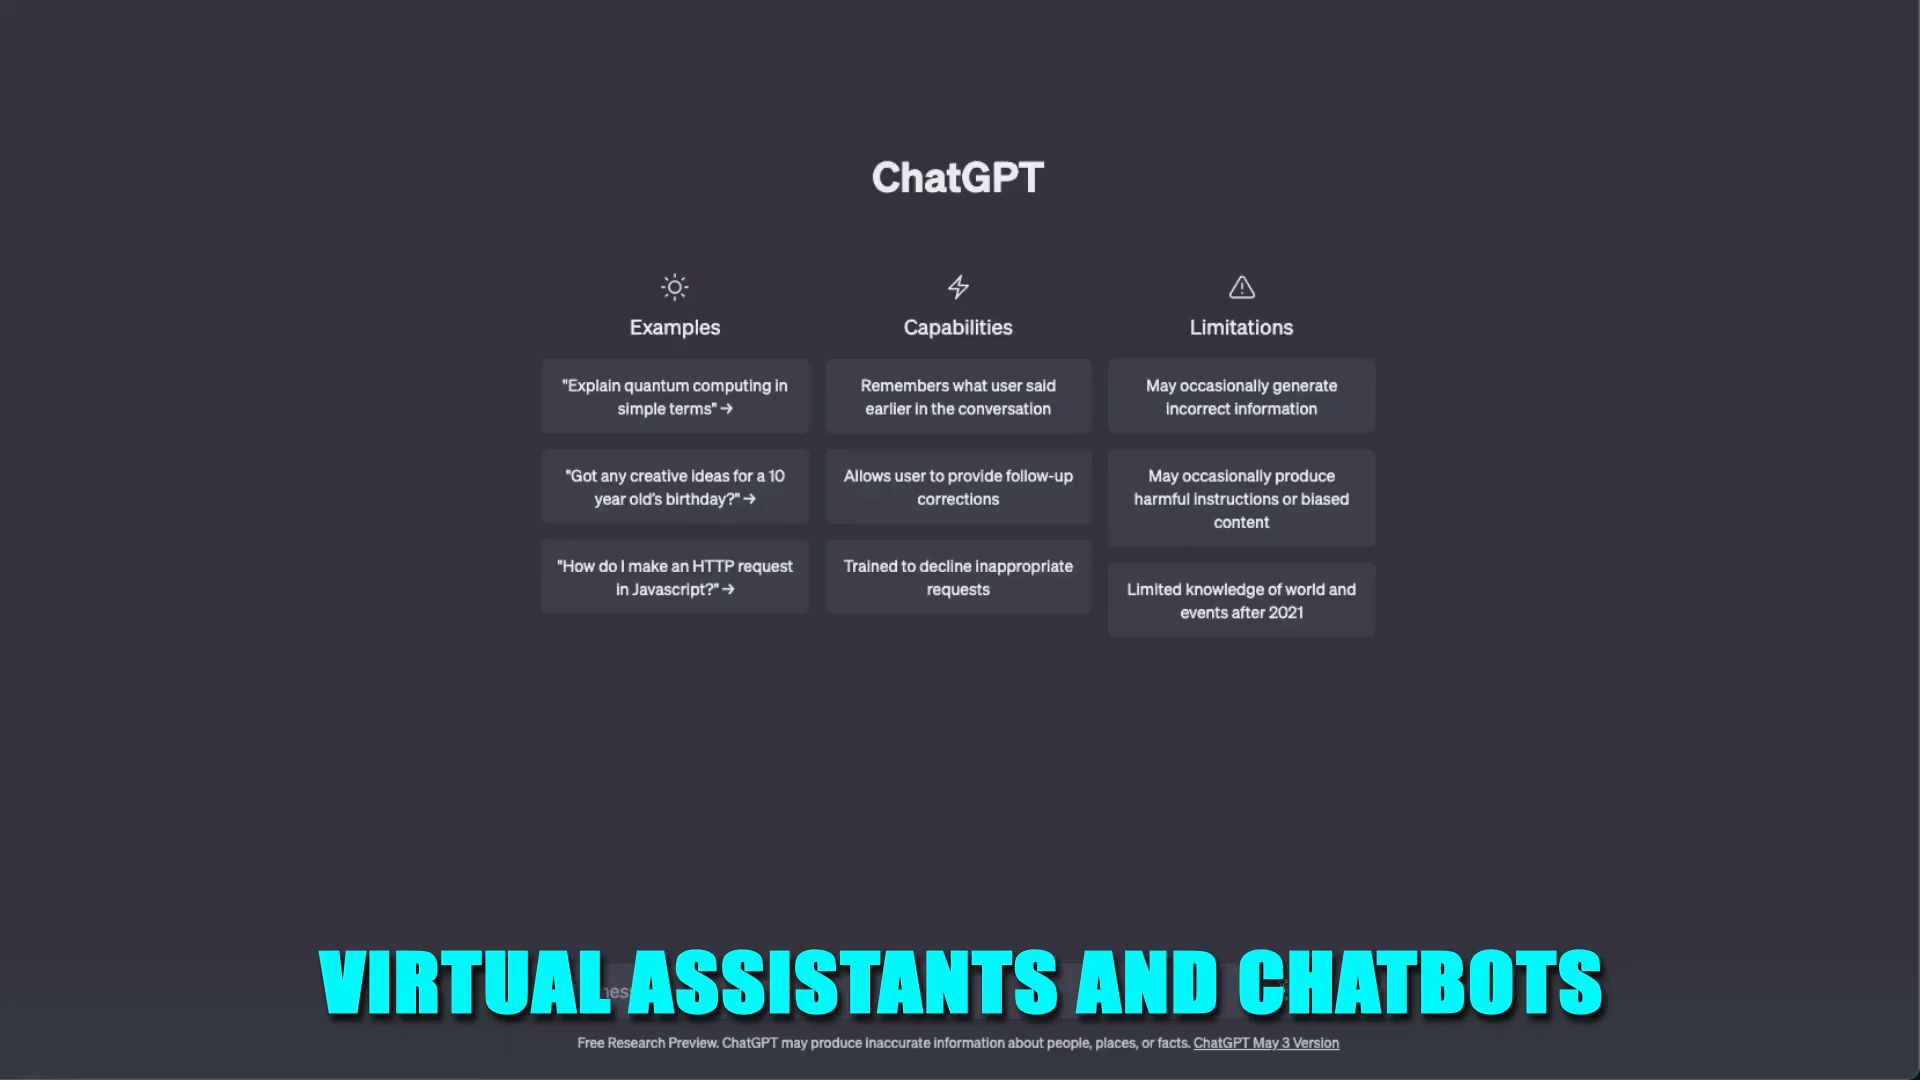 ChatGPT
Examples
"Explain quantum computing in
simple terms" →
"Got any creative ideas for a 10
year old's birthday?" →
"How do I make an HTTP request
in Javascript?" →
Capabilities
Remembers what user said
earlier in the conversation
Allows user to provide follow-up
corrections
Trained to decline inappropriate
requests
Limitations
May occasionally generate
incorrect information
May occasionally produce
harmful instructions or biased
content
Limited knowledge of world and
events after 2021
VIRTUAL ASSISTANTS AND CHATBOTS
Free Research Preview. ChatGPT may produce inaccurate information about people, places, or facts. ChatGPT May 3 Version